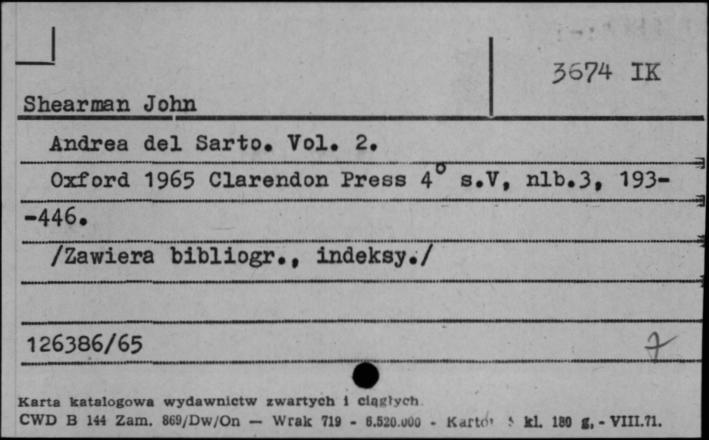 3674 IK
Shearman John
Andrea del Sarto. Vol. 2.
Oxford 1965 Clarendon Press 4° s.V, nlb.3, 193-
-446.
/Zawiera bibliogr., indeksy./
126386/65 7
Karta katalogowa wydawnictw zwartych i ciągłych
CWD B 144 Zam. 869/Dw/On — Wrak 719 - 6.520.000 - Karton kl. 180 g, - VIII.71.